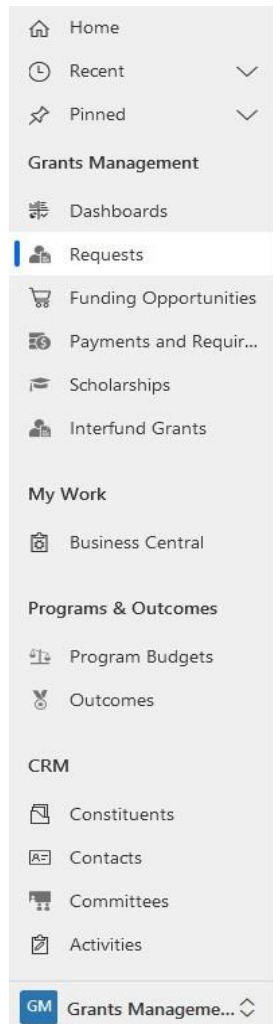 Home
Recent
Pinned
Grants Management
Dashboards
Requests
Funding Opportunities
Payments and Requir...
Scholarships
Interfund Grants
My Work
Business Central
Programs & Outcomes
Program Budgets
Outcomes
CRM
Constituents
Contacts
Committees
Activities
GM Grants Manageme...